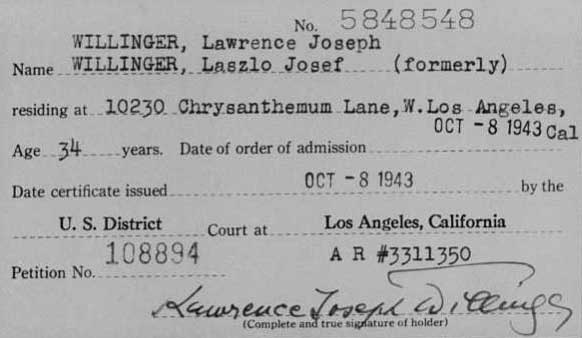 No. 5848548
WILLINGER, Lawrence Joseph
Name WILLINGER, Laszlo Josef (formerly)
residing at 10230 Chrysanthemum Lane, W. Los Angeles,
OCT -8 1943 Cal
Age 34 years. Date of order of admission
Date certificate issued OCT -8 1943 by the
U. S. District Court at Los Angeles, California
Petition No. 108894 A R #3311350
Lawrence Joseph Willinger
(Complete and true signature of holder)